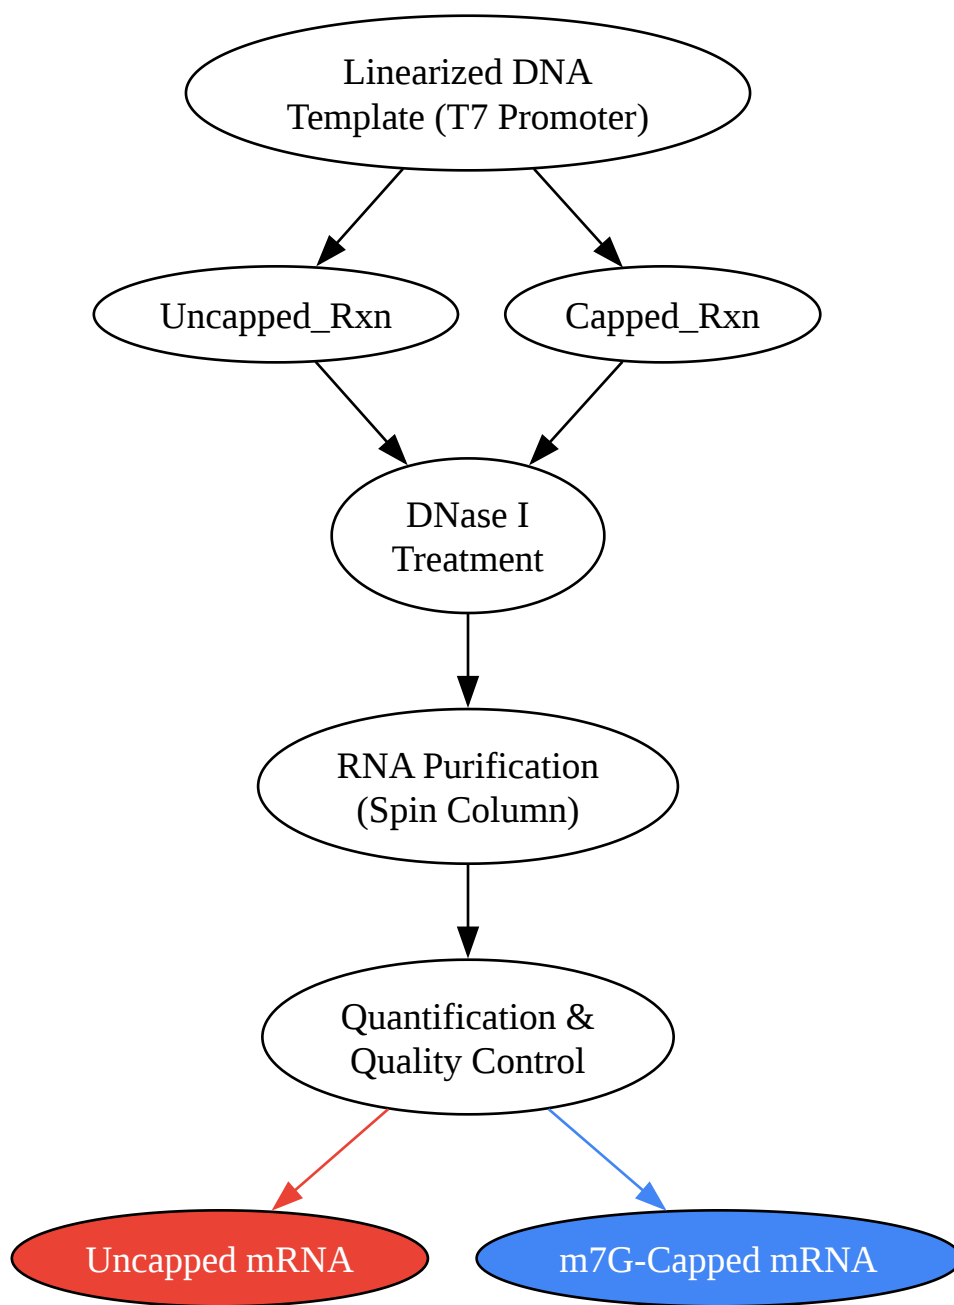 Linearized DNA
Template (T7 Promoter)
Uncapped_Rxn
Capped_Rxn
DNase I
Treatment
RNA Purification
(Spin Column)
Quantification &
Quality Control
Uncapped mRNA
m7G-Capped mRNA